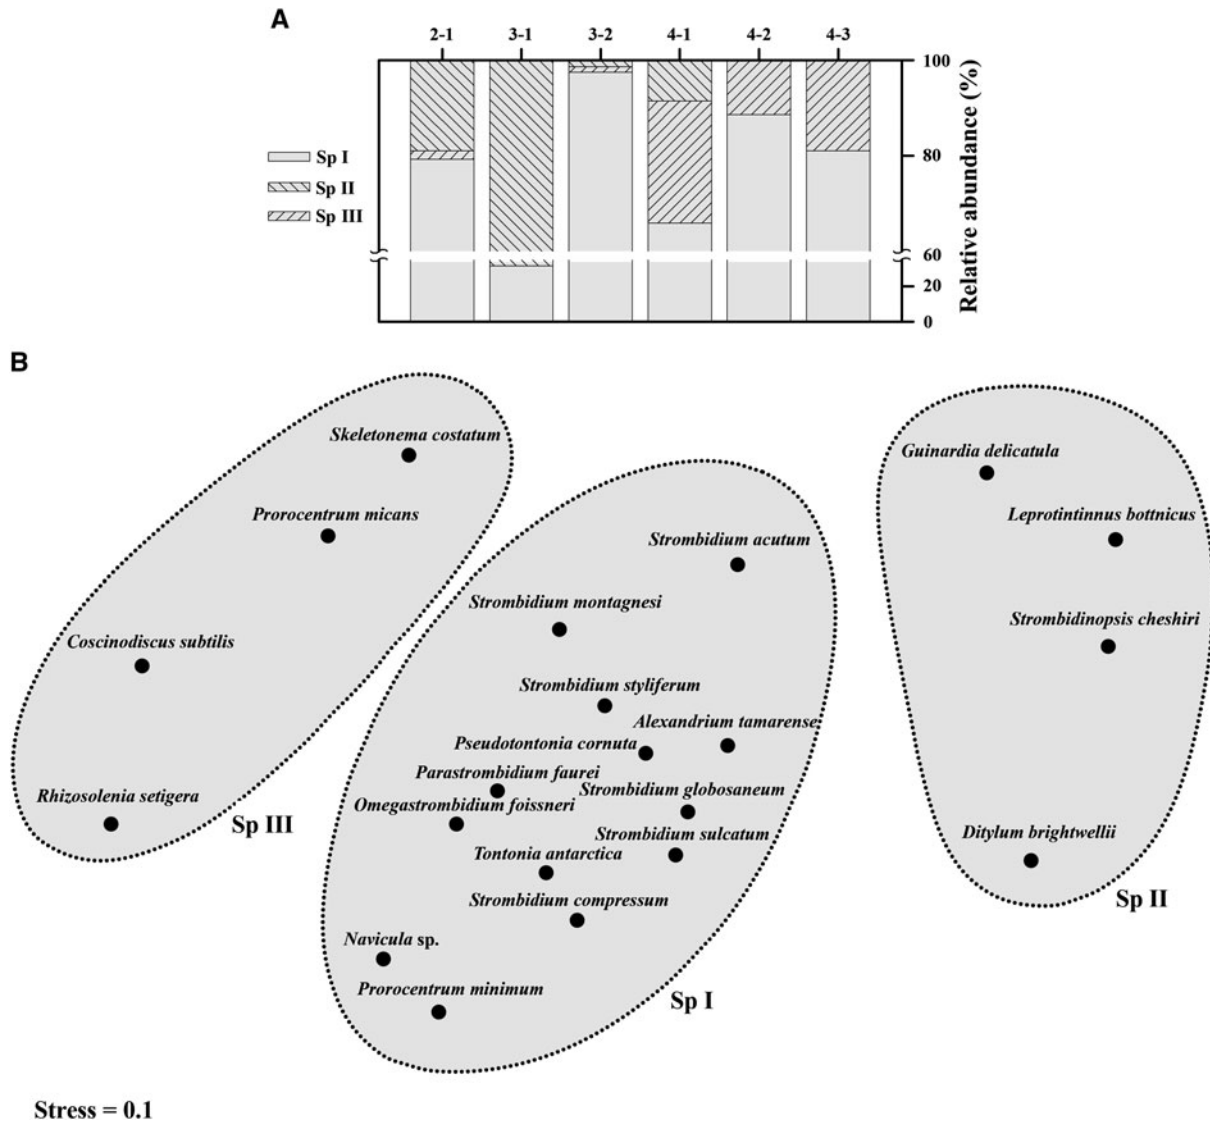 A
2-1 3-1 3-2 4-1 4-2 4-3
100
80
60
20
0
Relative abundance (%)
Sp I
Sp II
Sp III
B
Skeletonema costatum
Prorocentrum micans
Coscinodiscus subtilis
Rhizosolenia setigera
Sp III
Strombidium acutum
Strombidium montagnesi
Strombidium styliferum
Alexandrium tamarense
Pseudotontonia cornuta
Parastrombidium faurei
Strombidium globosaneum
Omegastrombidium foissneri
Strombidium sulcatum
Tontonia antarctica
Strombidium compressum
Navicula sp.
Prorocentrum minimum
Sp I
Guinardia delicatula
Leprotintinnus bottnicus
Strombidinopsis cheshiri
Ditylum brightwellii
Sp II
Stress = 0.1